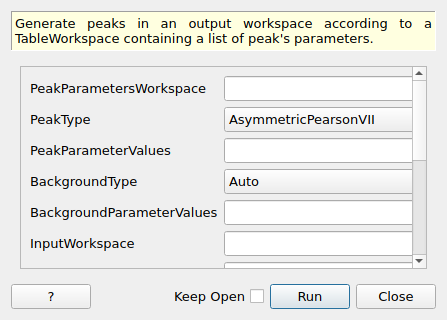 Generate peaks in an output workspace according to a
TableWorkspace containing a list of peak's parameters.
PeakParametersWorkspace
PeakType AsymmetricPearsonVII
PeakParameterValues
BackgroundType Auto
BackgroundParameterValues
InputWorkspace
? Keep Open Run Close